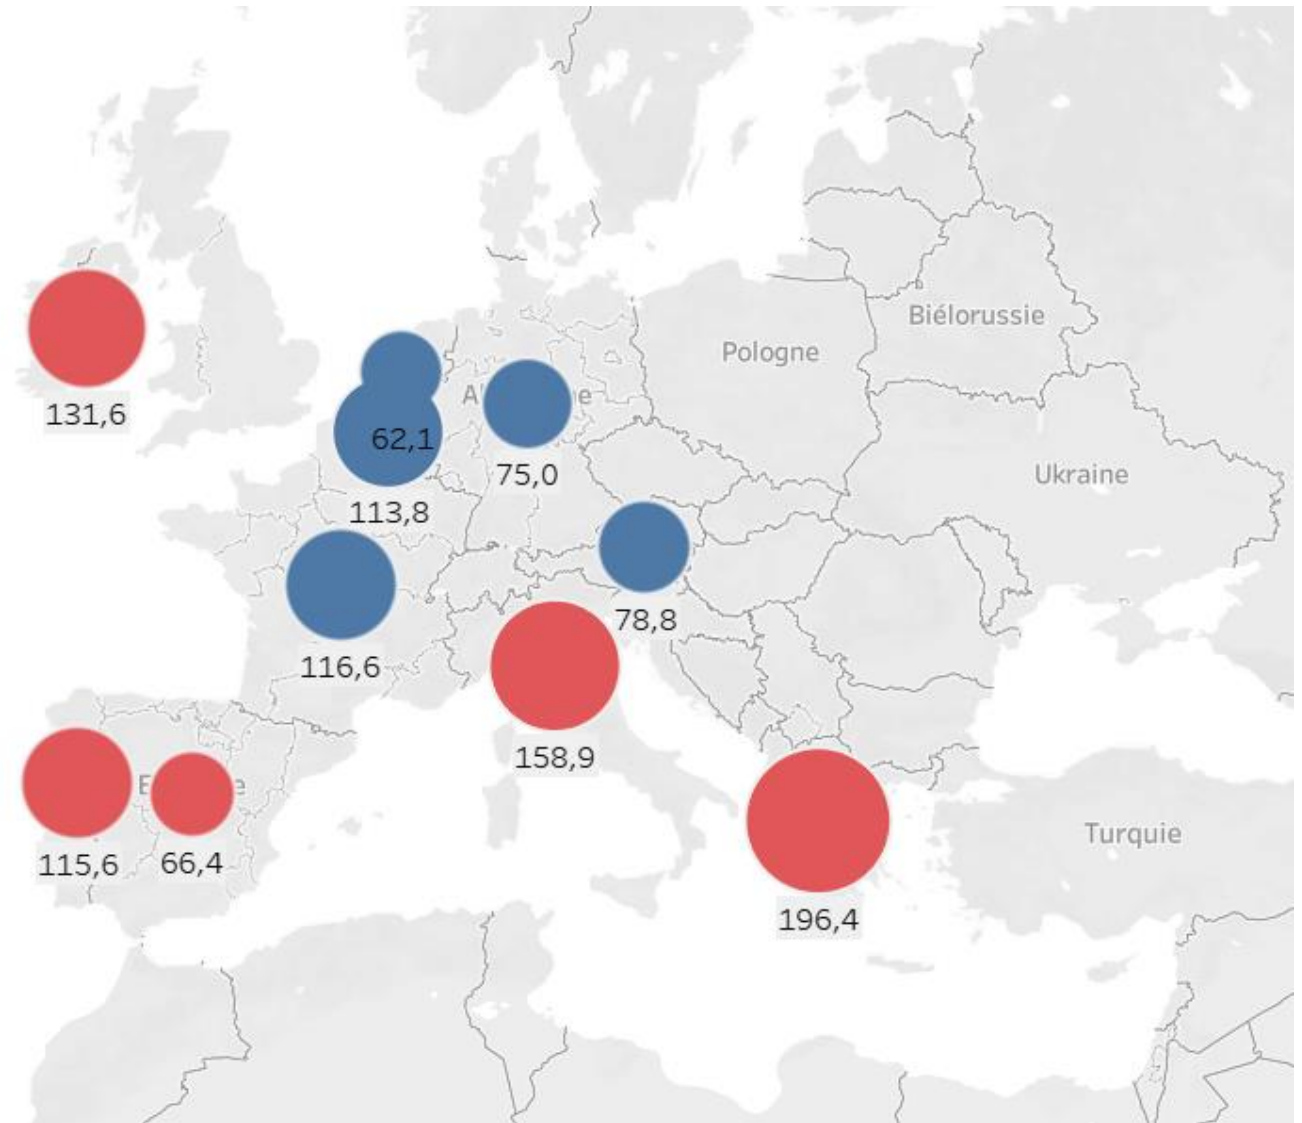 Biélorussie
Pologne
A
e
131,6
62,1
75,0
Ukraine
113,8
78,8
116,6
158,9
E
e
115,6
66,4
Turquie
196,4